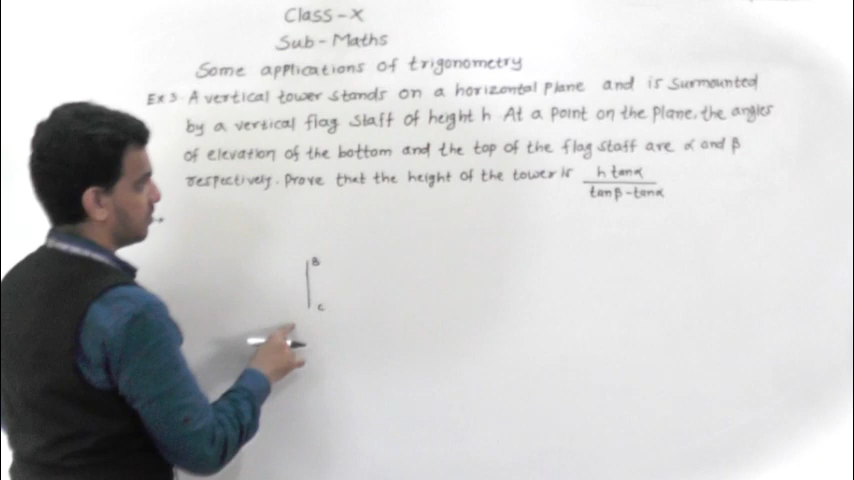 Class-X
Sub-Maths
Some applications of trigonometry
Ex 3 A vertical tower stands on a horizontal plane and is surmounted
by a vertical flag staff of height h. At a point on the plane, the angles
of elevation of the bottom and the top of the flag staff are α and β
respectively. Prove that the height of the tower is h tanα / tanβ-tanα
B
C